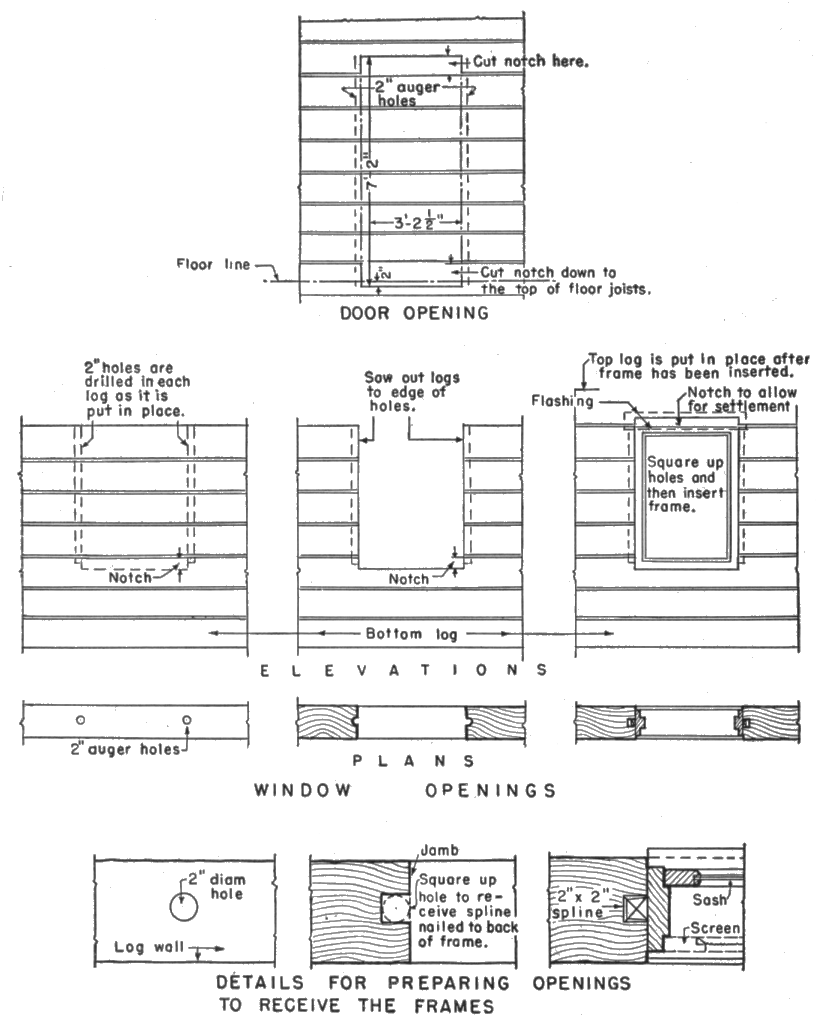 Cut notch here.
2" auger
holes
7' 2"
3'-2 1/2"
Floor line
2"
Cut notch down to
the top of floor joists.
DOOR OPENING
2" holes are
drilled in each
log as it is
put in place.
Notch
Saw out logs
to edge of
holes.
Notch
Top log is put in place after
frame has been inserted.
Flashing
Notch to allow
for settlement
Square up
holes and
then insert
frame.
Bottom log
ELEVATIONS
2" auger holes
PLANS
WINDOW OPENINGS
2" diam
hole
Log wall
Jamb
Square up
hole to re-
ceive spline
nailed to back
of frame.
2" x 2"
spline
Sash
Screen
DETAILS FOR PREPARING OPENINGS
TO RECEIVE THE FRAMES